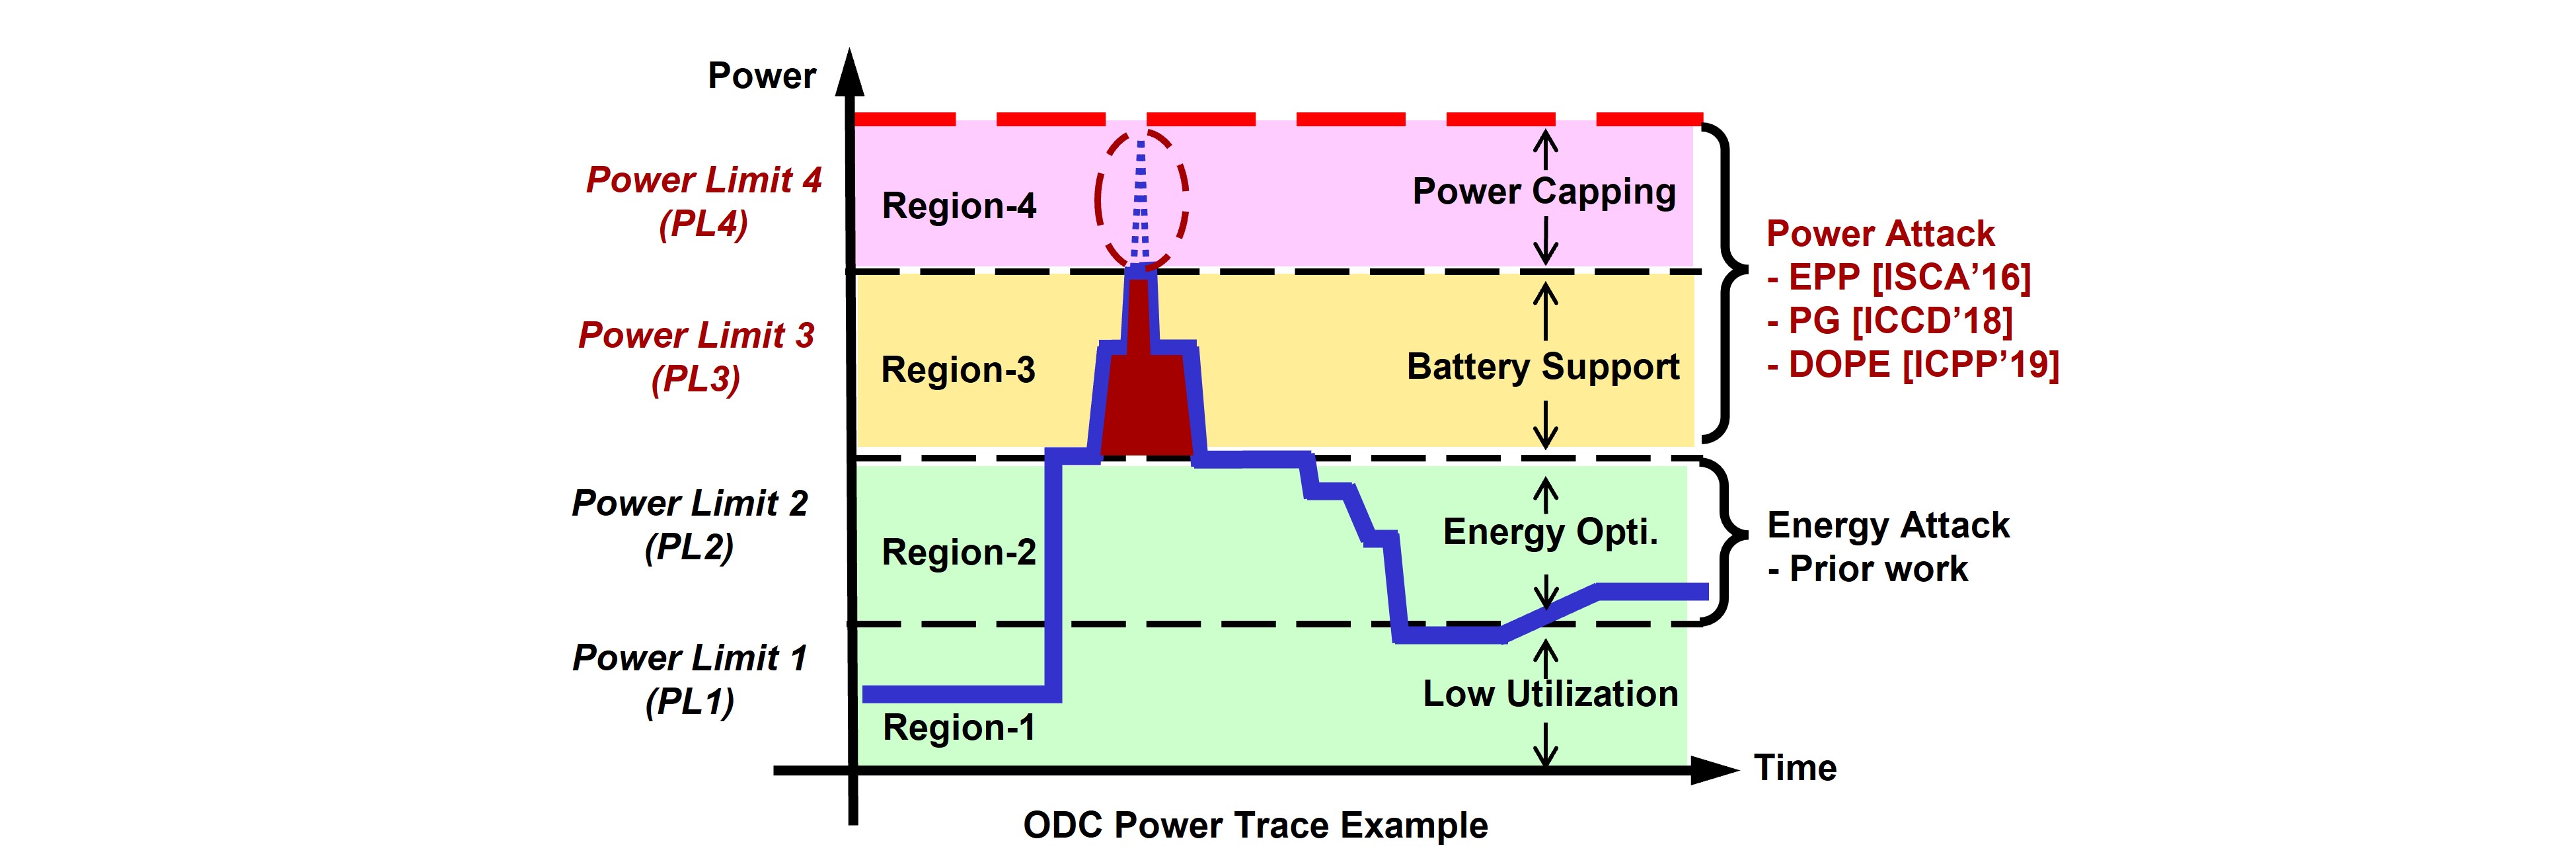 Power
Power Limit 4
(PL4)
Region-4
Power Capping
Power Attack
- EPP [ISCA’16]
- PG [ICCD’18]
- DOPE [ICPP’19]
Power Limit 3
(PL3)
Region-3
Battery Support
Power Limit 2
(PL2)
Region-2
Energy Opti.
Energy Attack
- Prior work
Power Limit 1
(PL1)
Region-1
Low Utilization
Time
ODC Power Trace Example